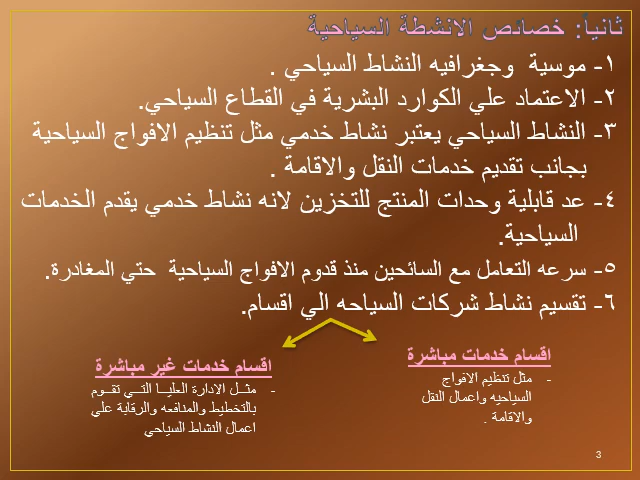 ثانياً: خصائص الانشطة السياحية
١- موسية وجغرافيه النشاط السياحي .
٢- الاعتماد علي الكوارد البشرية في القطاع السياحي.
٣- النشاط السياحي يعتبر نشاط خدمي مثل تنظيم الافواج السياحية
بجانب تقديم خدمات النقل والاقامة .
٤- عد قابلية وحدات المنتج للتخزين لانه نشاط خدمي يقدم الخدمات
السياحية.
٥- سرعه التعامل مع السائحين منذ قدوم الافواج السياحية حتي المغادرة.
٦- تقسيم نشاط شركات السياحه الي اقسام.
اقسام خدمات مباشرة
- مثل تنظيم الافواج
السياحيه واعمال النقل
والاقامة .
اقسام خدمات غير مباشرة
- مثل الادارة العليا التي تقوم
بالتخطيط والمنافعه والرقابة علي
اعمال النشاط السياحي
3